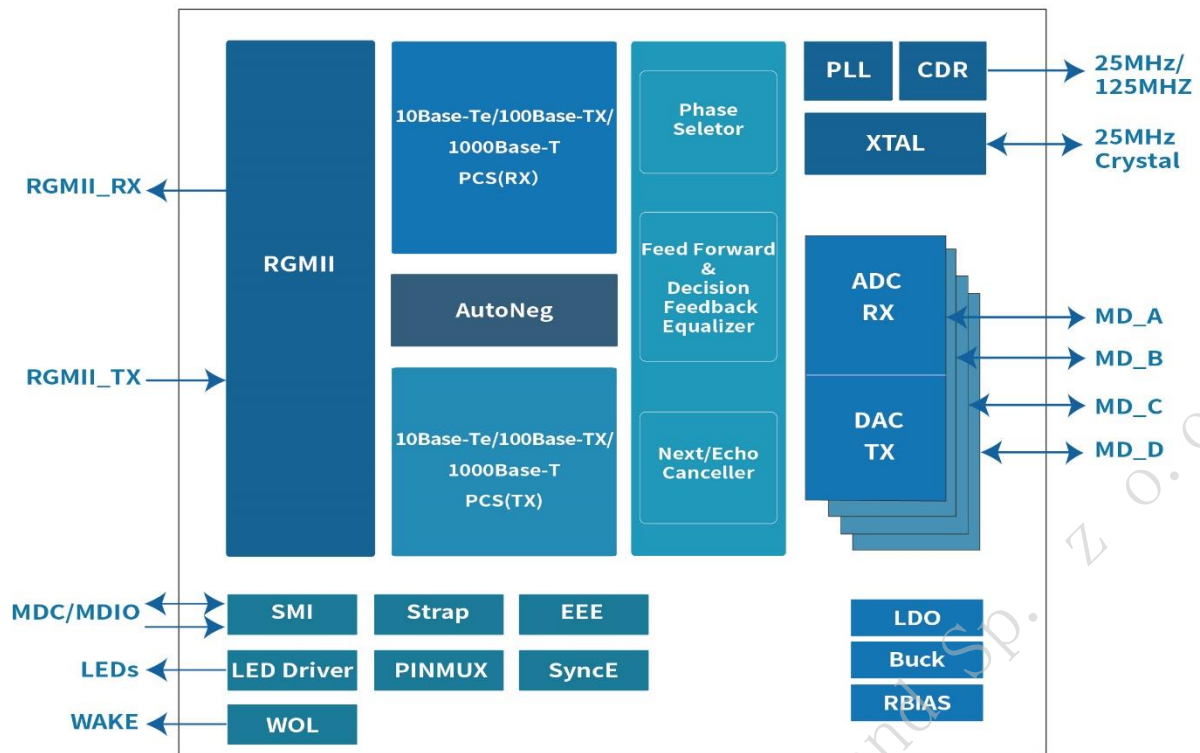 RGMII_RX
RGMII_TX
MDC/MDIO
LEDs
WAKE
RGMII
10Base-Te/100Base-TX/
1000Base-T
PCS(RX)
AutoNeg
10Base-Te/100Base-TX/
1000Base-T
PCS(TX)
Phase
Seletor
Feed Forward
&
Decision
Feedback
Equalizer
Next/Echo
Canceller
PLL
CDR
XTAL
25MHz/
125MHZ
25MHz
Crystal
ADC
RX
DAC
TX
MD_A
MD_B
MD_C
MD_D
SMI
Strap
EEE
LED Driver
PINMUX
SyncE
WOL
LDO
Buck
RBIAS
nd Sp. z o. o